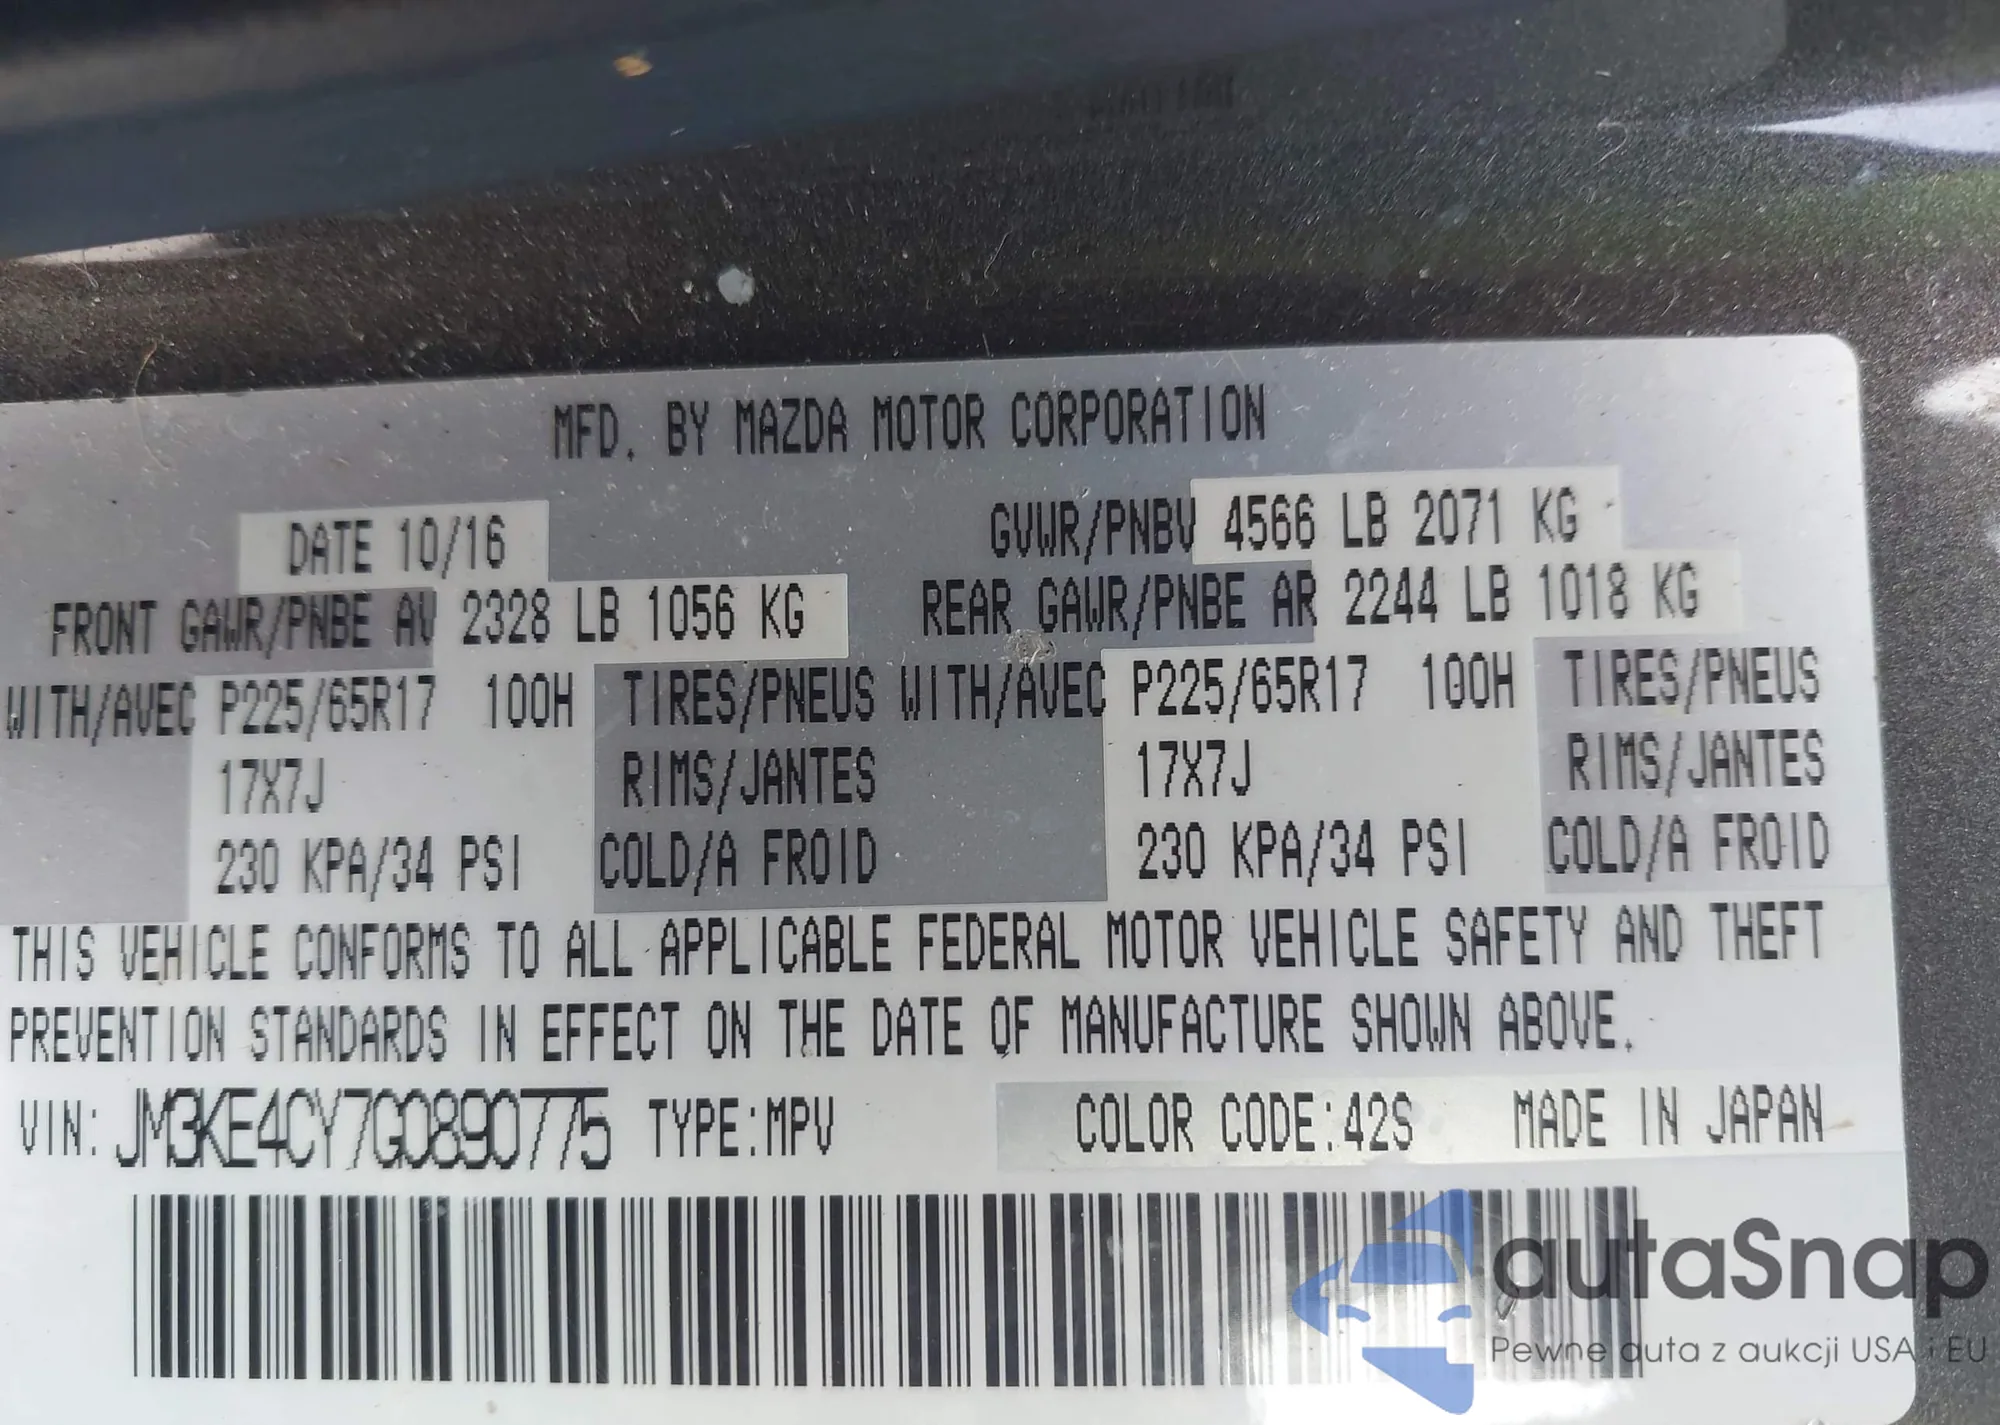 MFD. BY MAZDA MOTOR CORPORATION
DATE 10/16
GVWR/PNBV 4566 LB 2071 KG
FRONT GAWR/PNBE AV 2328 LB 1056 KG
REAR GAWR/PNBE AR 2244 LB 1018 KG
WITH/AVEC P225/65R17 100H TIRES/PNEUS WITH/AVEC P225/65R17 100H TIRES/PNEUS
17X7J RIMS/JANTES 17X7J RIMS/JANTES
230 KPA/34 PSI COLD/A FROID 230 KPA/34 PSI COLD/A FROID
THIS VEHICLE CONFORMS TO ALL APPLICABLE FEDERAL MOTOR VEHICLE SAFETY AND THEFT
PREVENTION STANDARDS IN EFFECT ON THE DATE OF MANUFACTURE SHOWN ABOVE.
VIN: JM3KE4CY7G0890775 TYPE:MPV COLOR CODE:42S MADE IN JAPAN
autaSnap
Pewne auta z aukcji USA i EU